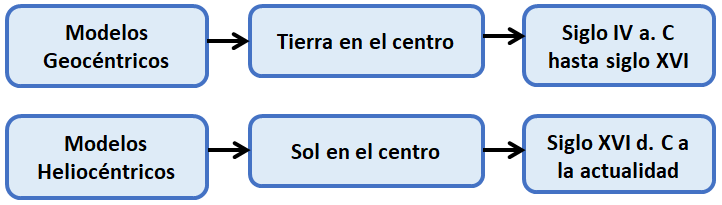 Modelos
Geocéntricos
Tierra en el centro
Siglo IV a. C
hasta siglo XVI
Modelos
Heliocéntricos
Sol en el centro
Siglo XVI d. C a
la actualidad